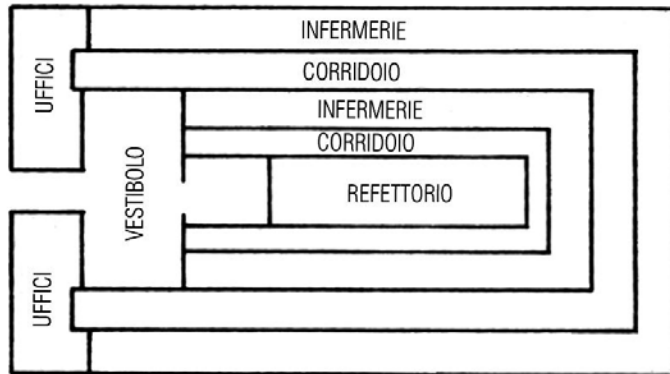 INFERMERIE
CORRIDOIO
INFERMERIE
CORRIDOIO
REFETTORIO
UFFICI
VESTIBOLO
UFFICI